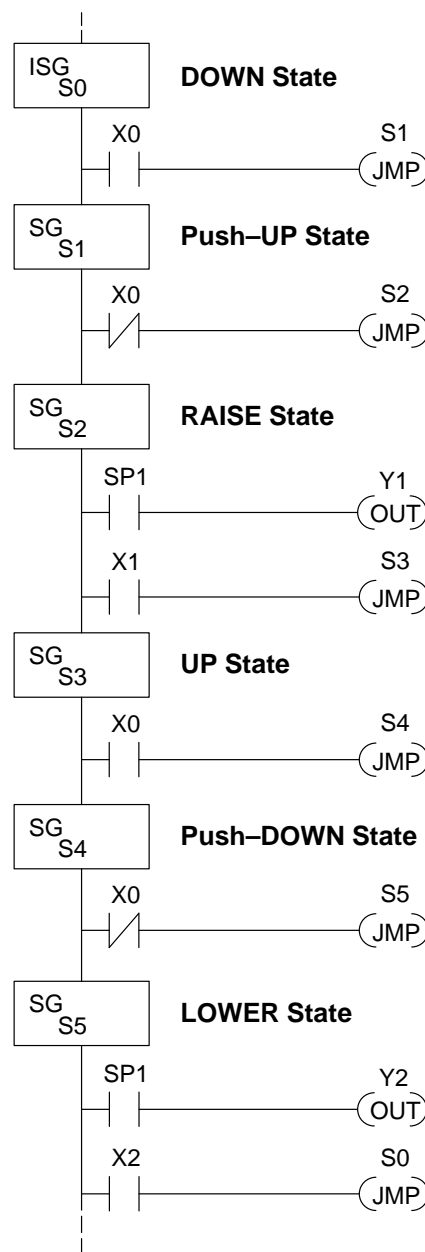 ISG
S0
DOWN State
X0
S1
JMP
SG
S1
Push–UP State
X0
S2
JMP
SG
S2
RAISE State
SP1
Y1
OUT
X1
S3
JMP
SG
S3
UP State
X0
S4
JMP
SG
S4
Push–DOWN State
X0
S5
JMP
SG
S5
LOWER State
SP1
Y2
OUT
X2
S0
JMP